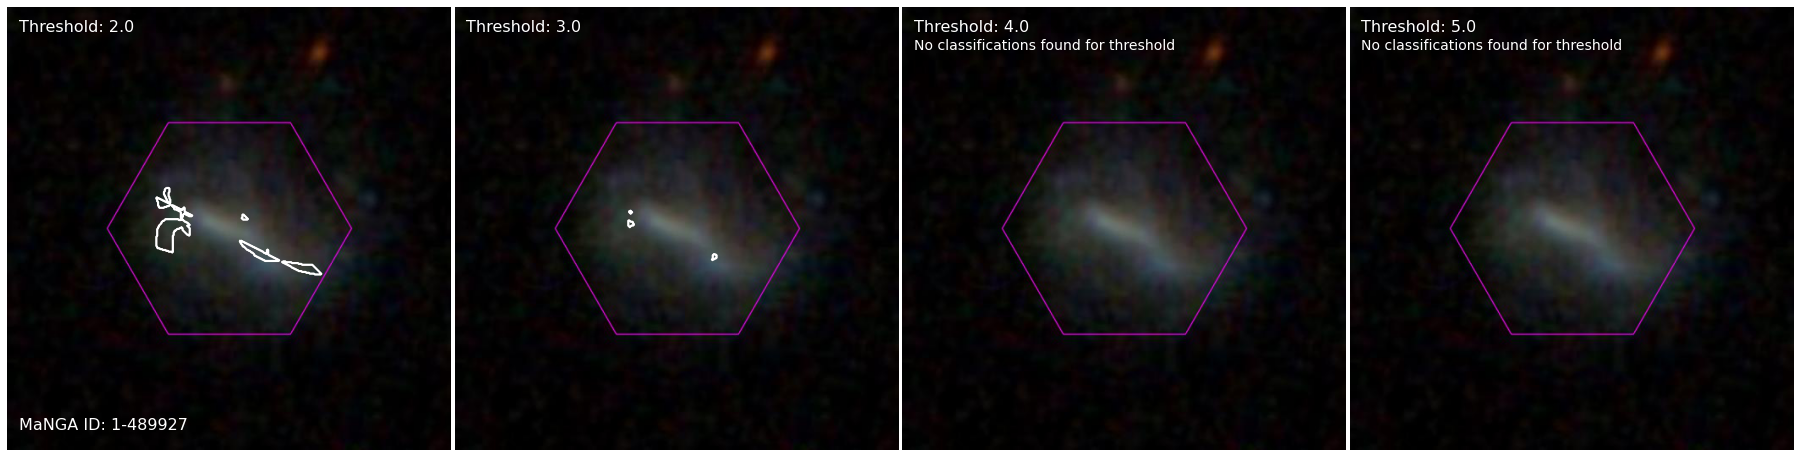 Threshold: 2.0
MaNGA ID: 1-489927
Threshold: 3.0
Threshold: 4.0
No classifications found for threshold
Threshold: 5.0
No classifications found for threshold